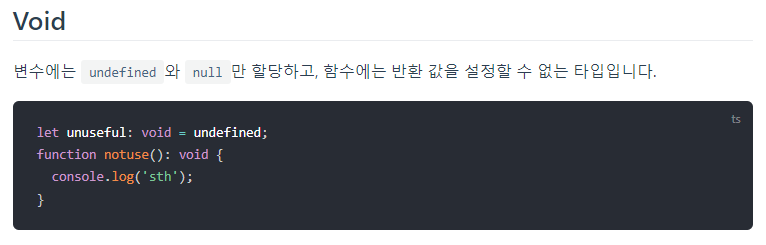 Void
변수에는 undefined 와 null 만 할당하고, 함수에는 반환 값을 설정할 수 없는 타입입니다.
ts
let unuseful: void = undefined;
function notuse(): void {
  console.log('sth');
}